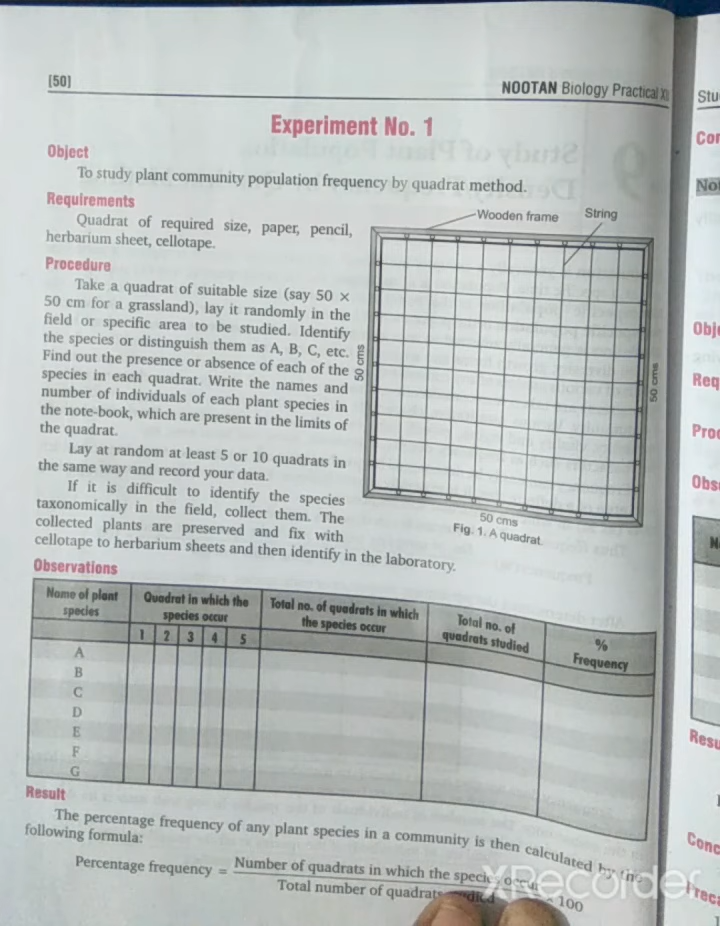 [50]
NOOTAN Biology Practical XI
Experiment No. 1
Object
To study plant community population frequency by quadrat method.
Requirements
Quadrat of required size, paper, pencil,
herbarium sheet, cellotape.
Procedure
Take a quadrat of suitable size (say 50 ×
50 cm for a grassland), lay it randomly in the
field or specific area to be studied. Identify
the species or distinguish them as A, B, C, etc.
Find out the presence or absence of each of the
species in each quadrat. Write the names and
number of individuals of each plant species in
the note-book, which are present in the limits of
the quadrat.
Lay at random at least 5 or 10 quadrats in
the same way and record your data.
If it is difficult to identify the species
taxonomically in the field, collect them. The
collected plants are preserved and fix with
cellotape to herbarium sheets and then identify in the laboratory.
Wooden frame
String
50 cms
50 cms
50 cms
Fig. 1. A quadrat
Observations
Name of plant species
Quadrat in which the species occur
Total no. of quadrats in which the species occur
Total no. of quadrats studied
% Frequency
1 2 3 4 5
A
B
C
D
E
F
G
Result
The percentage frequency of any plant species in a community is then calculated by the
following formula:
Percentage frequency = Number of quadrats in which the
Total number of quadrats × 100
XRecorder
Stu
Con
Not
Obje
Req
Proc
Obs
N
Resu
Conc
Preca